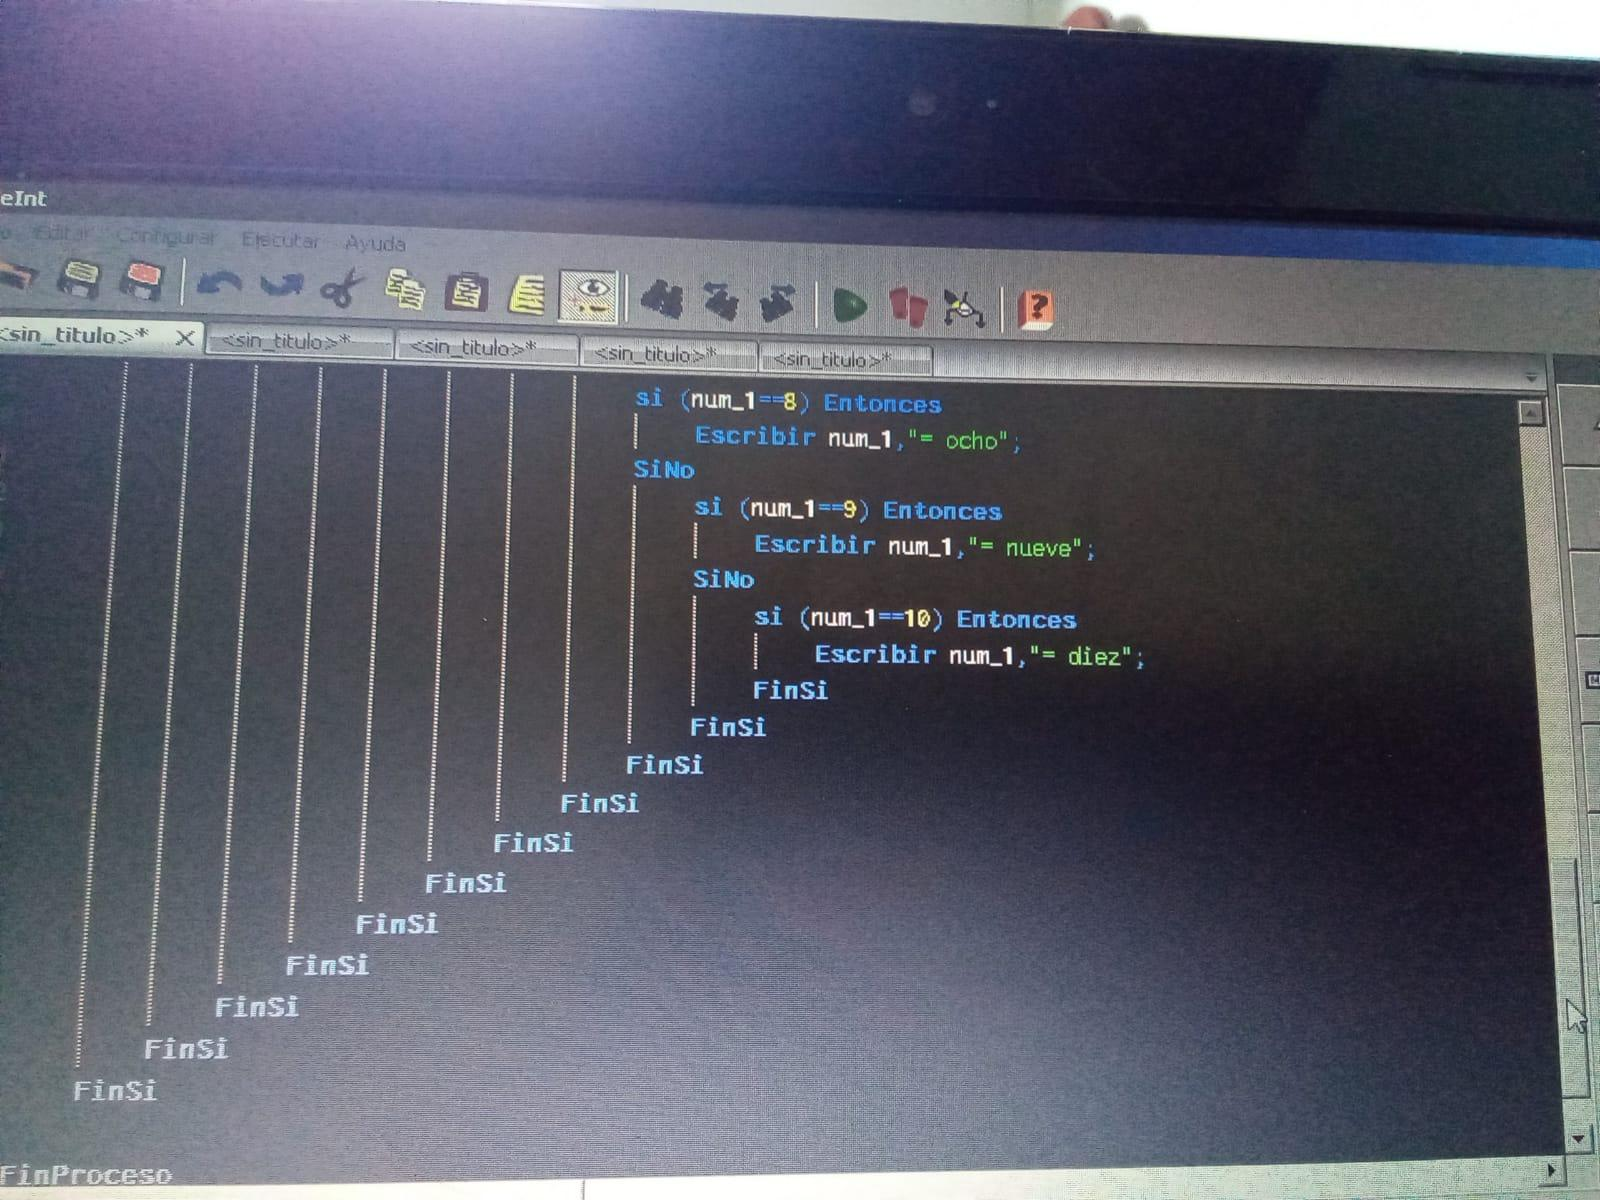 eInt
Editar Configurar Ejecutar Ayuda
<sin_titulo>* X <sin_titulo>* <sin_titulo>* <sin_titulo>* <sin_titulo>*
si (num_1==8) Entonces
Escribir num_1,"= ocho";
SiNo
si (num_1==9) Entonces
Escribir num_1,"= nueve";
SiNo
si (num_1==10) Entonces
Escribir num_1,"= diez";
FinSi
FinSi
FinSi
FinSi
FinSi
FinSi
FinSi
FinSi
FinSi
FinSi
FinSi
FinProceso